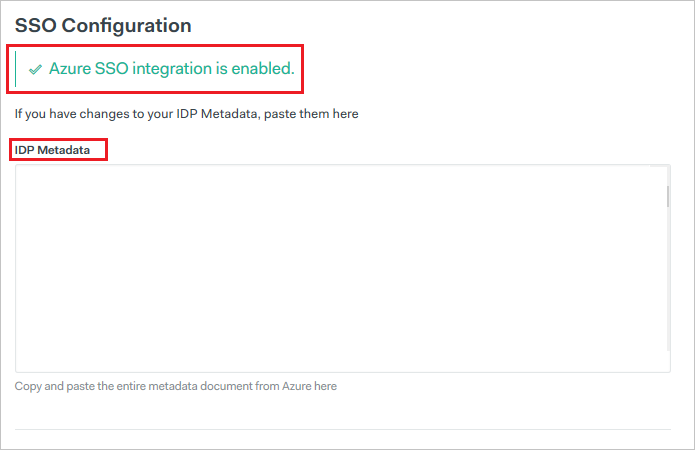 SSO Configuration
Azure SSO integration is enabled.
If you have changes to your IDP Metadata, paste them here
IDP Metadata
Copy and paste the entire metadata document from Azure here